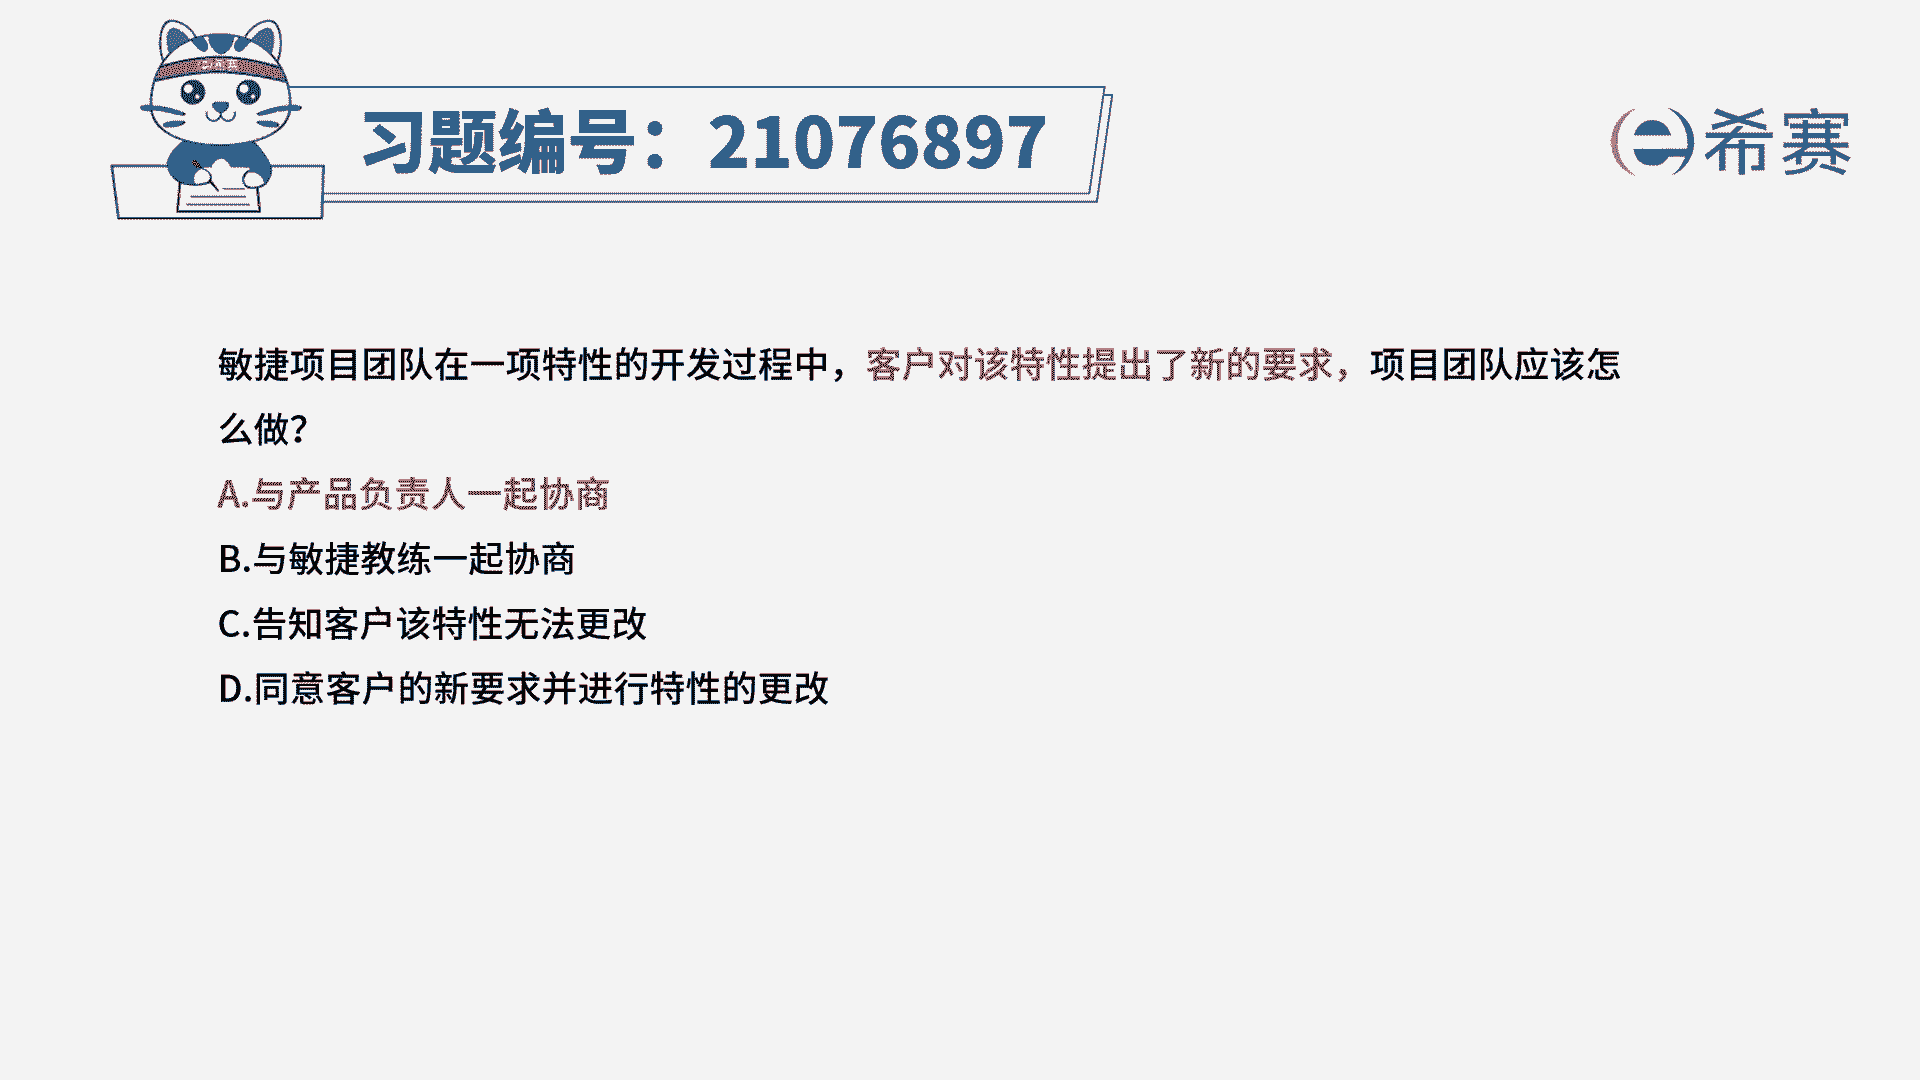 习题编号：21076897
希赛
敏捷项目团队在一项特性的开发过程中，客户对该特性提出了新的要求，项目团队应该怎
么做？
A.与产品负责人一起协商
B.与敏捷教练一起协商
C.告知客户该特性无法更改
D.同意客户的新要求并进行特性的更改